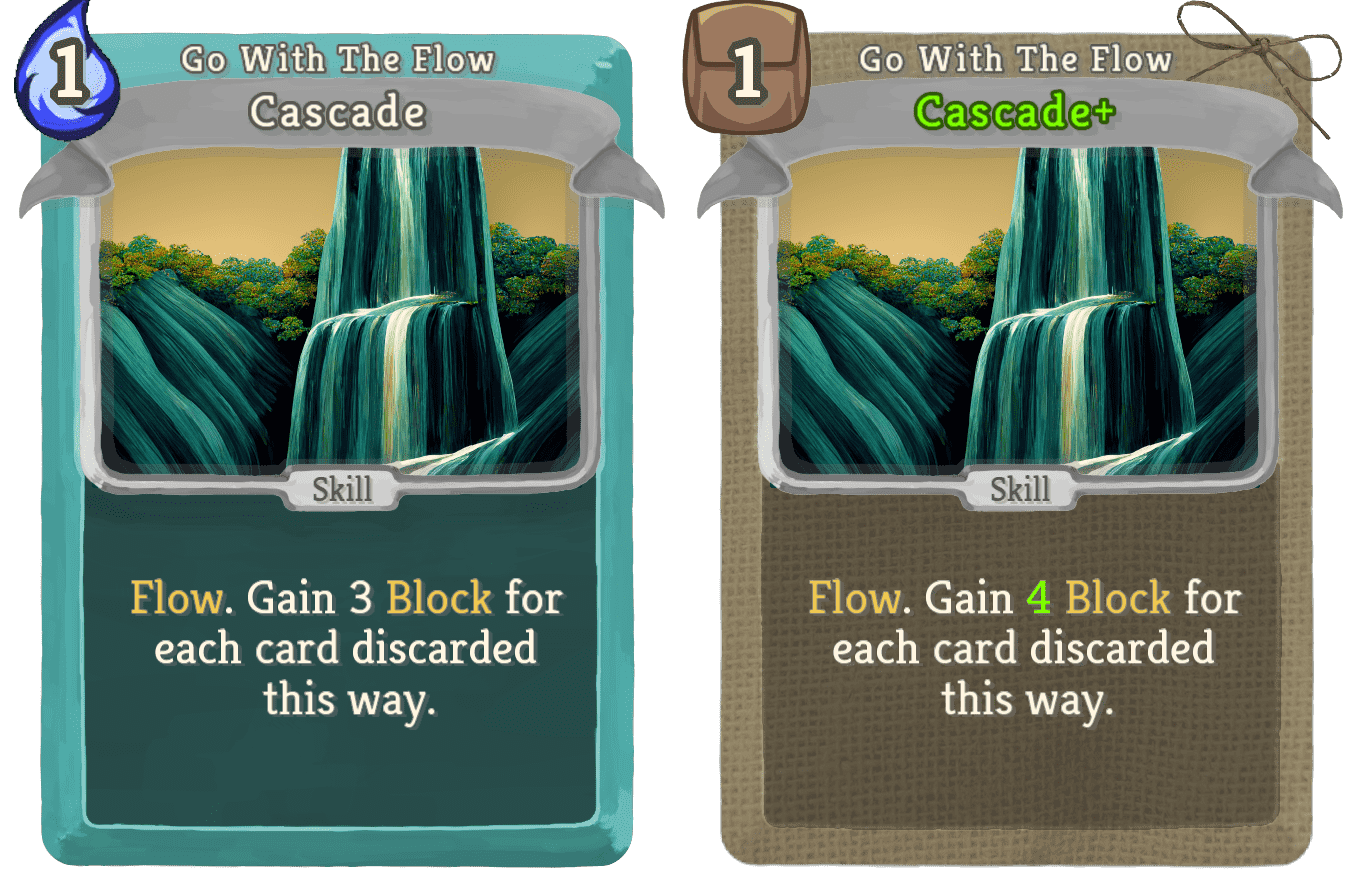 1
Go With The Flow
Cascade
Skill
Flow. Gain 3 Block for
each card discarded
this way.
1
Go With The Flow
Cascade+
Skill
Flow. Gain 4 Block for
each card discarded
this way.